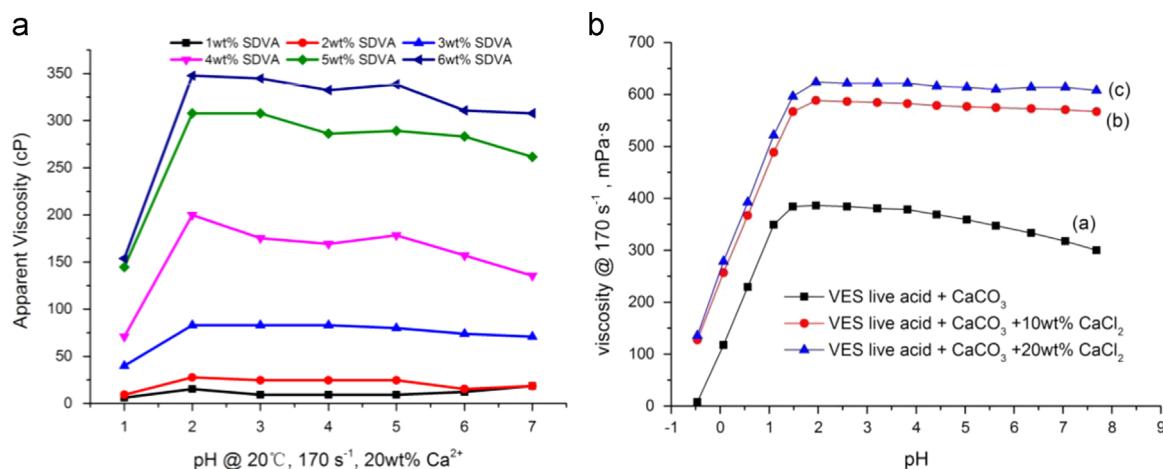 a
1wt% SDVA 2wt% SDVA 3wt% SDVA
4wt% SDVA 5wt% SDVA 6wt% SDVA
Apparent Viscosity (cP)
350
300
250
200
150
100
50
0
1 2 3 4 5 6 7
pH @ 20℃, 170 s⁻¹, 20wt% Ca²⁺
b
viscosity @ 170 s⁻¹ , mPa·s
700
600
500
400
300
200
100
0
(c)
(b)
(a)
VES live acid + CaCO₃
VES live acid + CaCO₃ +10wt% CaCl₂
VES live acid + CaCO₃ +20wt% CaCl₂
-1 0 1 2 3 4 5 6 7 8 9
pH